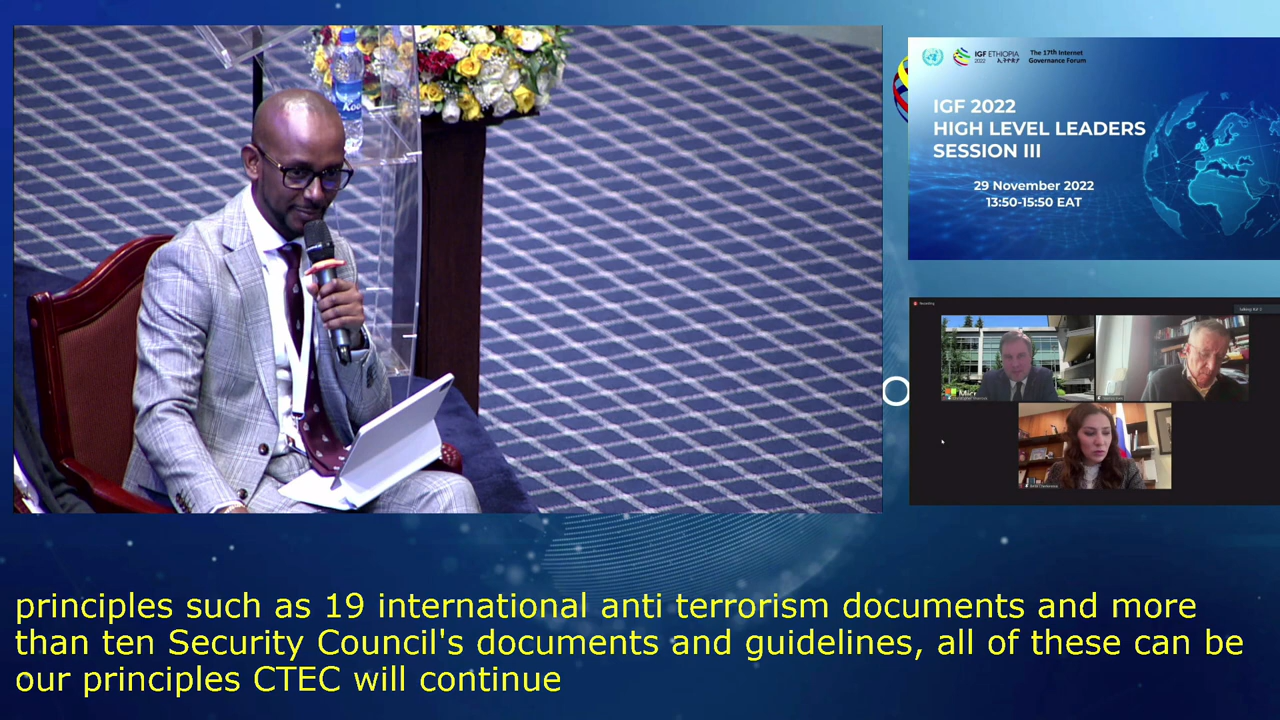 IGF ETHIOPIA
2022 ኢትዮጵያ
The 17th Internet
Governance Forum
IGF 2022
HIGH LEVEL LEADERS
SESSION III
29 November 2022
13:50-15:50 EAT
principles such as 19 international anti terrorism documents and more
than ten Security Council's documents and guidelines, all of these can be
our principles CTEC will continue